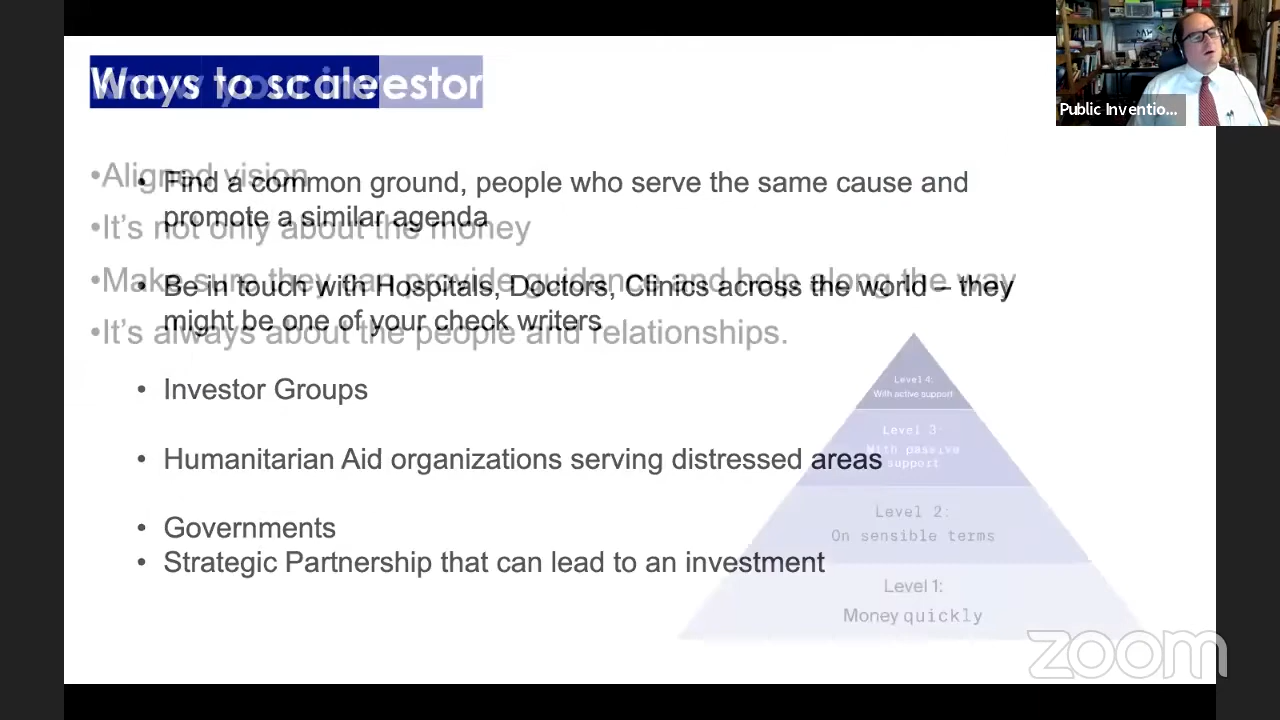 Ways to scale
your investor
Public Inventio...
•Aligned vision
• Find a common ground, people who serve the same cause and
promote a similar agenda
•It's not only about the money
•Make sure they can provide guidance and help along the way
• Be in touch with Hospitals, Doctors, Clinics across the world – they
might be one of your check writers
•It's always about the people and relationships.
• Investor Groups
• Humanitarian Aid organizations serving distressed areas
• Governments
• Strategic Partnership that can lead to an investment
Level 4:
With active support
Level 3:
With passive
support
Level 2:
On sensible terms
Level 1:
Money quickly
zoom